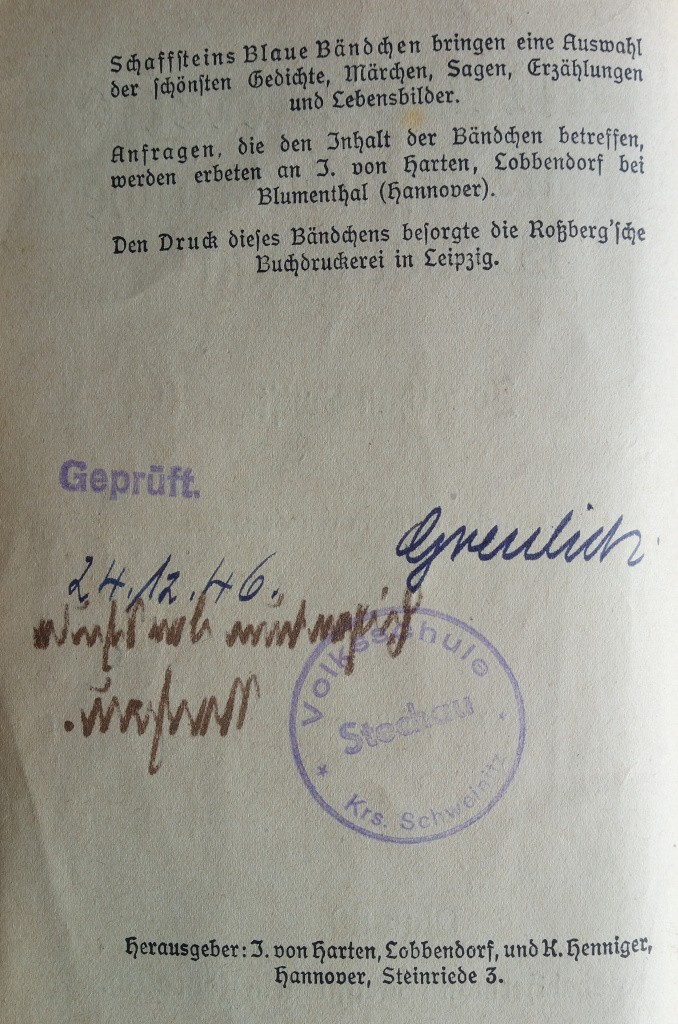 Schaffsteins Blaue Bändchen bringen eine Auswahl
der schönsten Gedichte, Märchen, Sagen, Erzählungen
und Lebensbilder.
Anfragen, die den Inhalt der Bändchen betreffen,
werden erbeten an J. von Harten, Lobbendorf bei
Blumenthal (Hannover).
Den Druck dieses Bändchens besorgte die Roßberg'sche
Buchdruckerei in Leipzig.
Geprüft.
Greulich
24.12.46.
Volksschule
Stechau
Krs. Schweinitz
Herausgeber: J. von Harten, Lobbendorf, und K. Henniger,
Hannover, Steinriede 3.